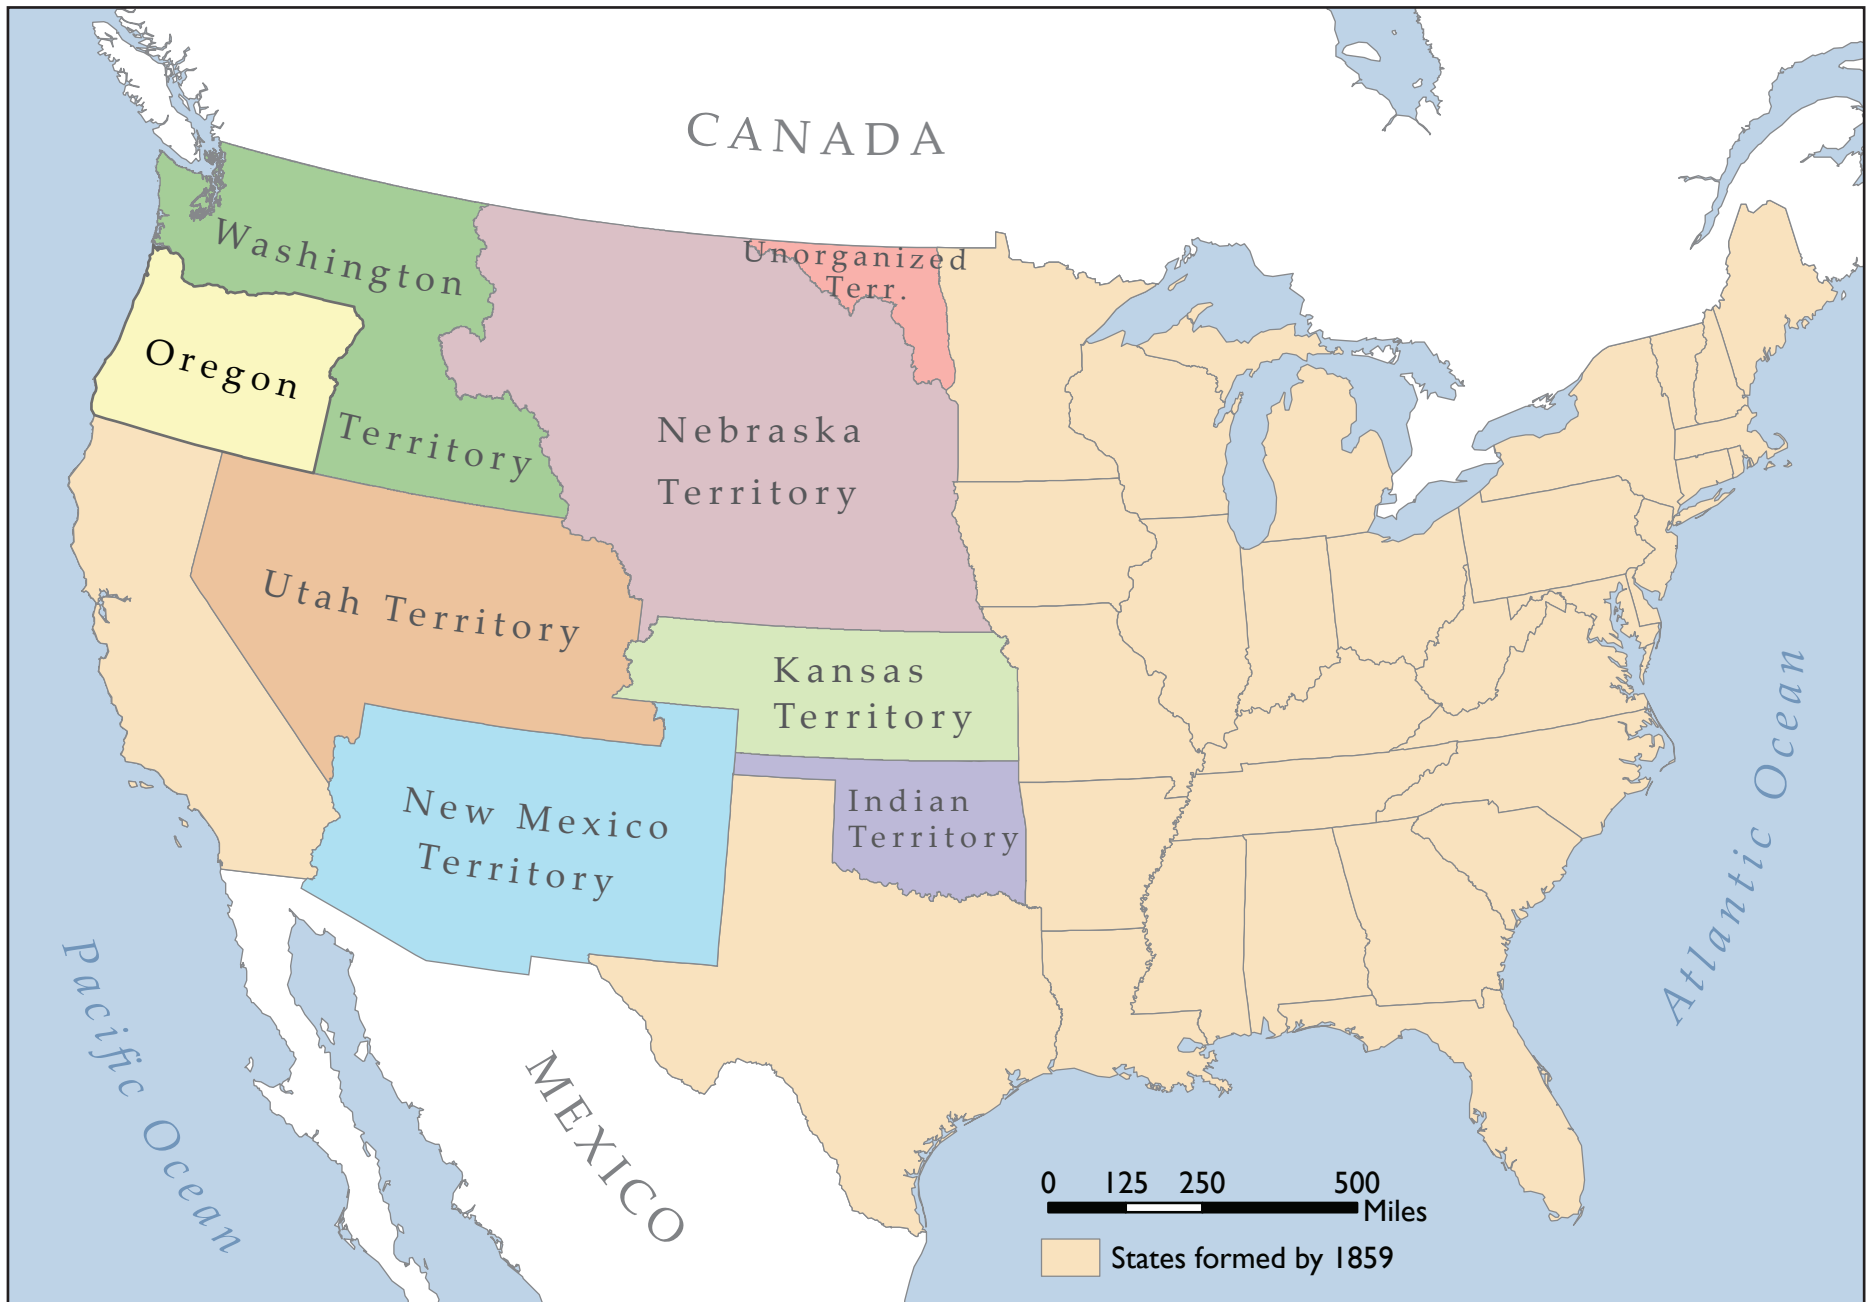 CANADA
Washington
Territory
Unorganized
Terr.
Oregon
Nebraska
Territory
Utah Territory
Kansas
Territory
New Mexico
Territory
Indian
Territory
Atlantic Ocean
Pacific Ocean
MEXICO
0 125 250 500
Miles
States formed by 1859